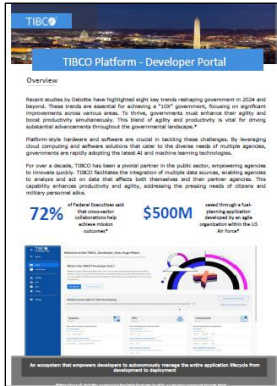 TIBCO
TIBCO Platform - Developer Portal
Overview
Recent studies by Deloitte have highlighted eight key trends reshaping government in 2024 and
beyond. These trends are essential for achieving a "10X" government, focusing on significant
improvements across various areas. To thrive, governments must enhance their agility and
boost productivity simultaneously. This blend of agility and productivity is vital for driving
substantial advancements throughout the governmental landscape.*
Platform-style hardware and software are crucial in tackling these challenges. By leveraging
cloud computing and software solutions that cater to the diverse needs of multiple agencies,
governments are rapidly adopting the latest AI and machine learning technologies.
For over a decade, TIBCO has been a pivotal partner in the public sector, empowering agencies
to innovate quickly. TIBCO facilitates the integration of multiple data sources, enabling agencies
to analyze and act on data that affects both themselves and their partner agencies. This
capability enhances productivity and agility, addressing the pressing needs of citizens and
military personnel alike.
72%
of Federal Executives said
that cross-sector
collaborations help
achieve mission
outcomes*
$500M
saved through a fuel-
planning application
developed by an agile
organization within the US
Air Force*
An ecosystem that empowers developers to autonomously manage the entire application lifecycle from
development to deployment